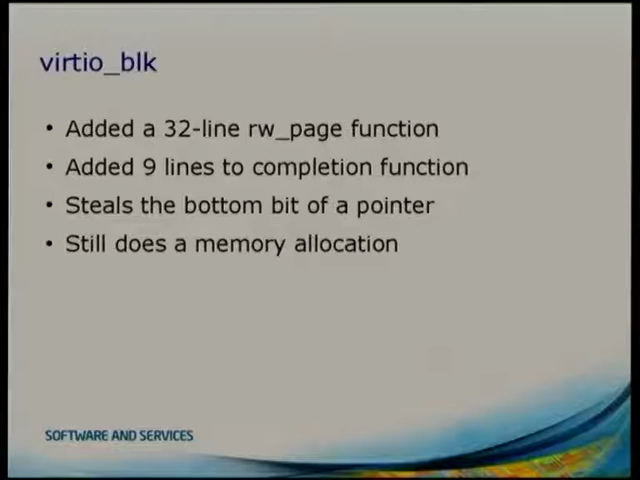 virtio_blk
• Added a 32-line rw_page function
• Added 9 lines to completion function
• Steals the bottom bit of a pointer
• Still does a memory allocation
SOFTWARE AND SERVICES